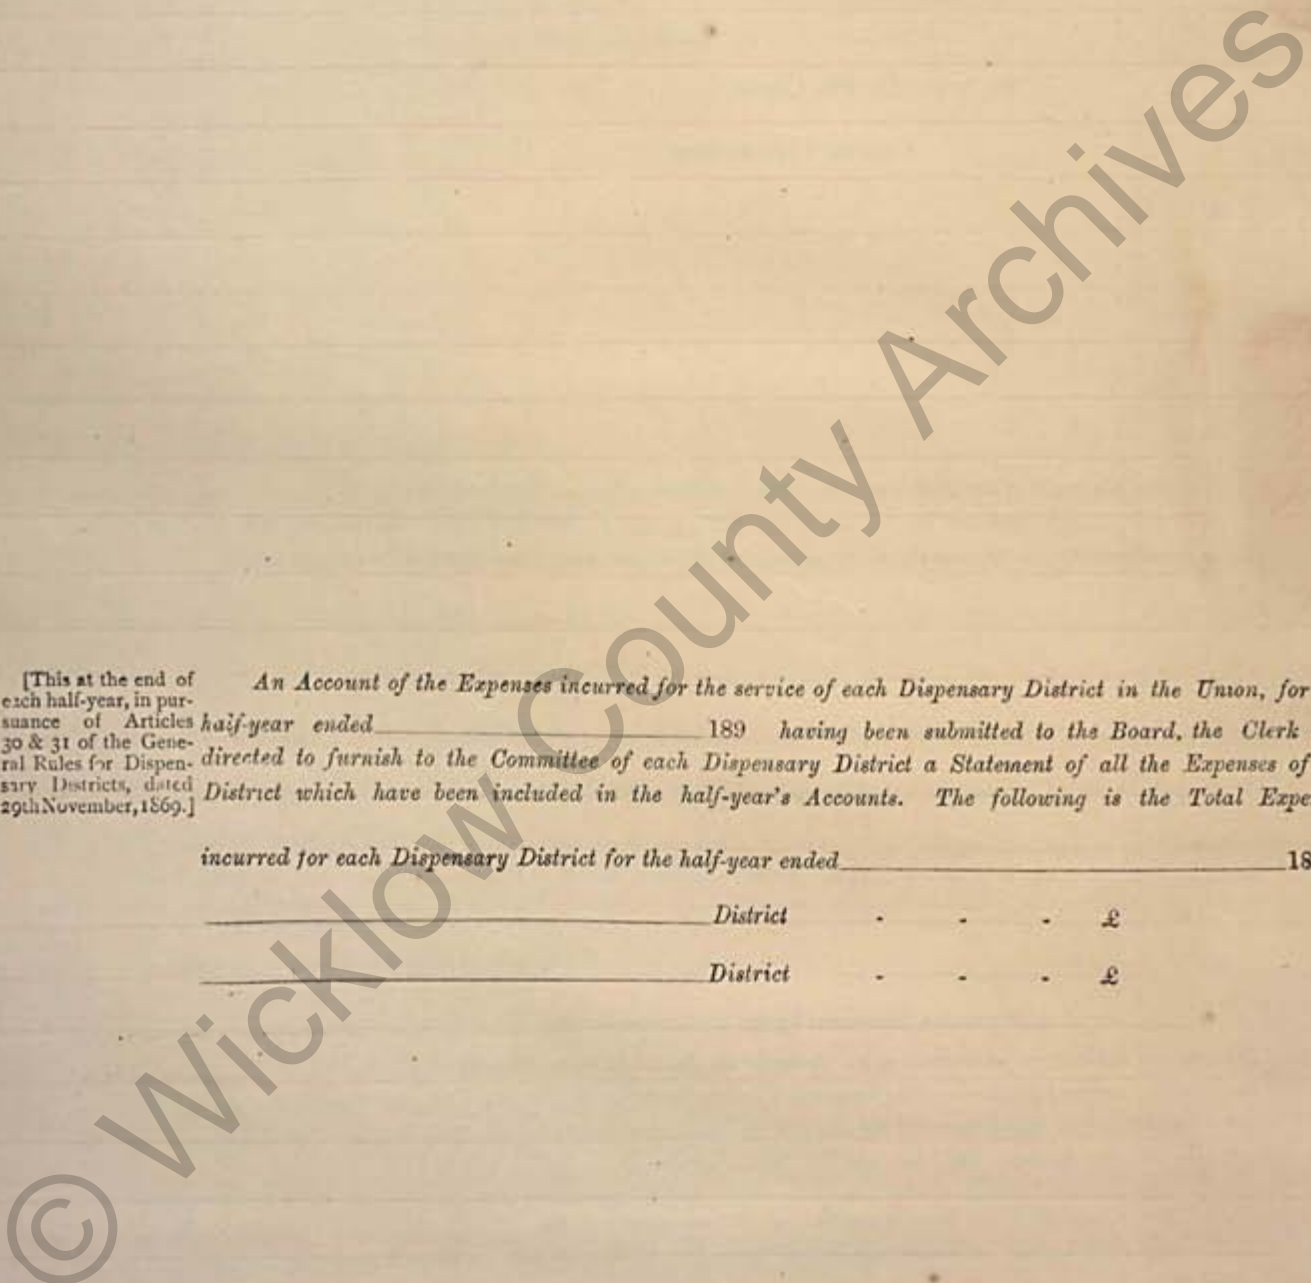 [This at the end of
each half-year, in pur-
suance of Articles
30 & 31 of the Gene-
ral Rules for Dispen-
sary Districts, dated
29th November, 1869.]
An Account of the Expenses incurred for the service of each Dispensary District in the Union, for
half-year ended 189 having been submitted to the Board, the Clerk
directed to furnish to the Committee of each Dispensary District a Statement of all the Expenses of
District which have been included in the half-year's Accounts. The following is the Total Expe
incurred for each Dispensary District for the half-year ended 18
District - - - £
District - - - £
© Wicklow County Archives